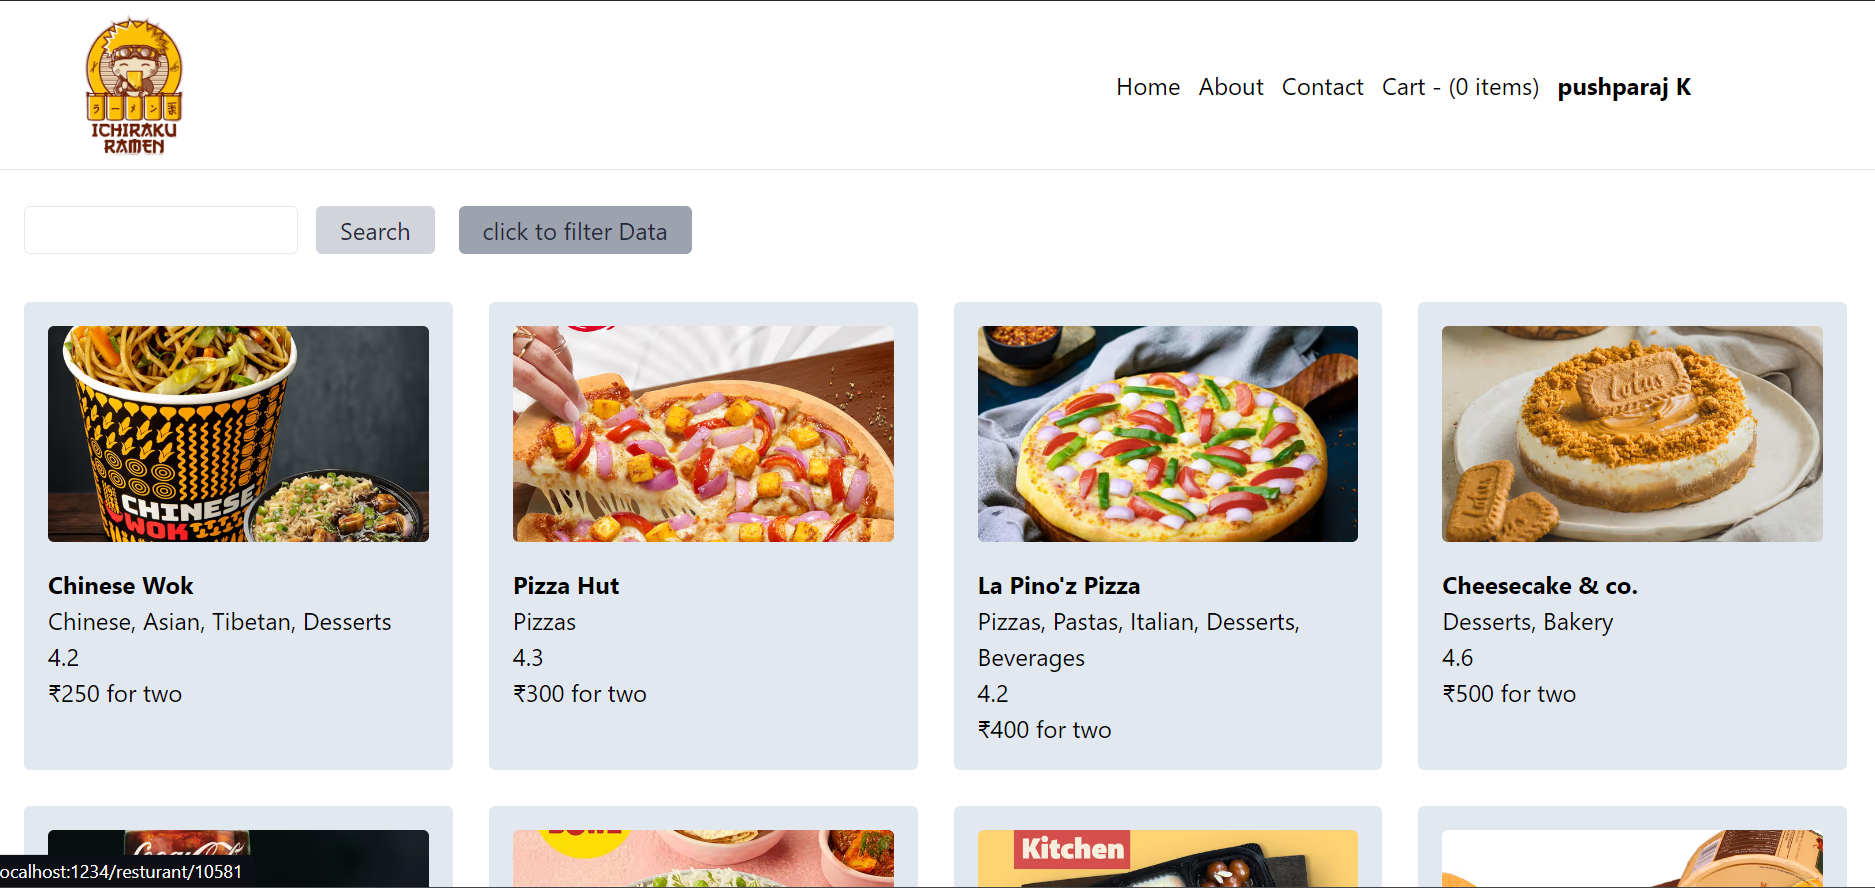 ラーメン
ICHIRAKU
RAMEN
Home About Contact Cart - (0 items) pushparaj K
Search click to filter Data
CHINESE
WOK
Lotus
Chinese Wok
Chinese, Asian, Tibetan, Desserts
4.2
₹250 for two
Pizza Hut
Pizzas
4.3
₹300 for two
La Pino'z Pizza
Pizzas, Pastas, Italian, Desserts,
Beverages
4.2
₹400 for two
Cheesecake & co.
Desserts, Bakery
4.6
₹500 for two
Coca-Cola
BOWL
Kitchen
ocalhost:1234/resturant/10581